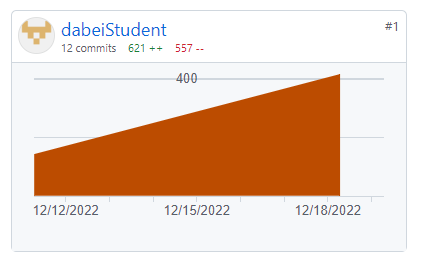 dabeiStudent #1
12 commits 621 ++ 557 --
400
12/12/2022 12/15/2022 12/18/2022